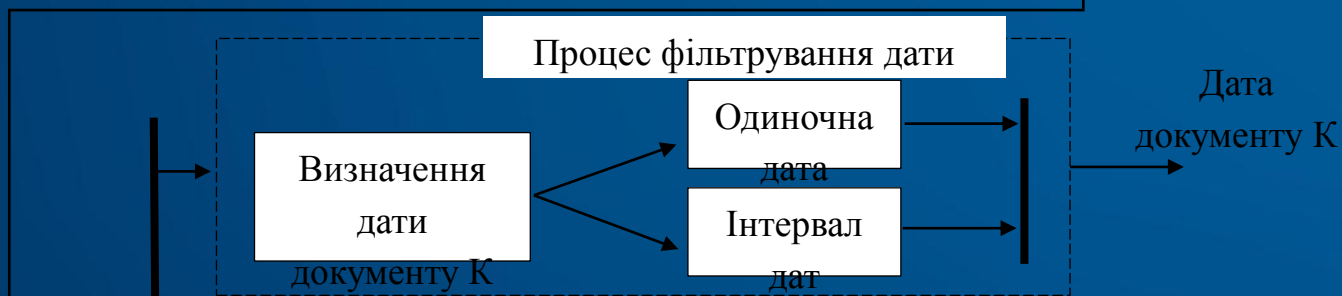 Процес фільтрування дати
Визначення
дати
документу К
Одиночна
дата
Інтервал
дат
Дата
документу К